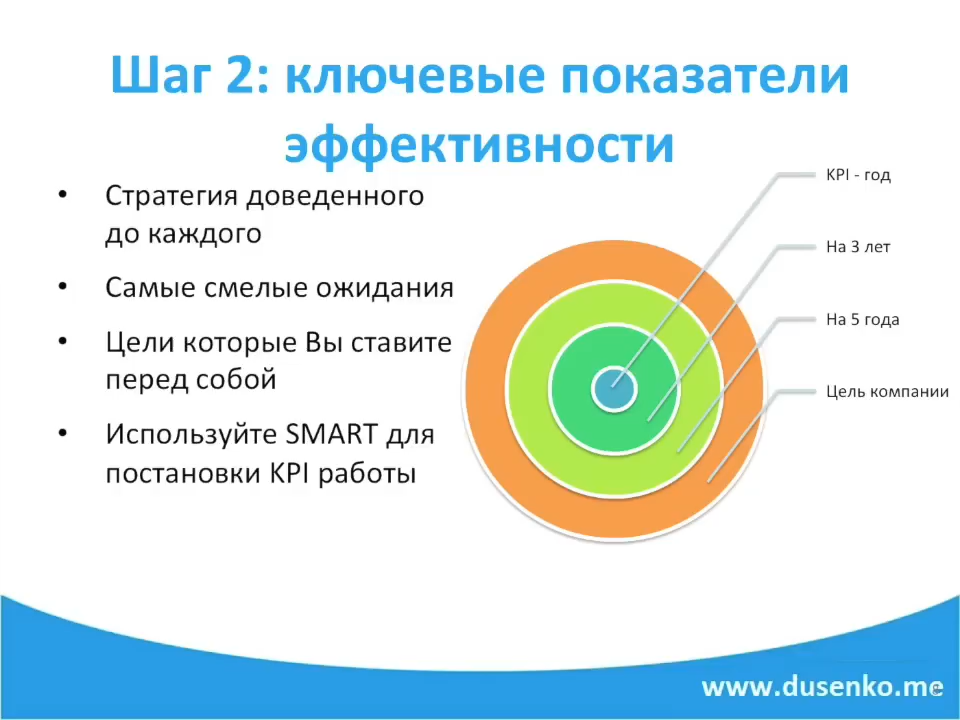 Шаг 2: ключевые показатели
эффективности
• Стратегия доведенного
до каждого
• Самые смелые ожидания
• Цели которые Вы ставите
перед собой
• Используйте SMART для
постановки KPI работы
KPI - год
На 3 лет
На 5 года
Цель компании
www.dusenko.me